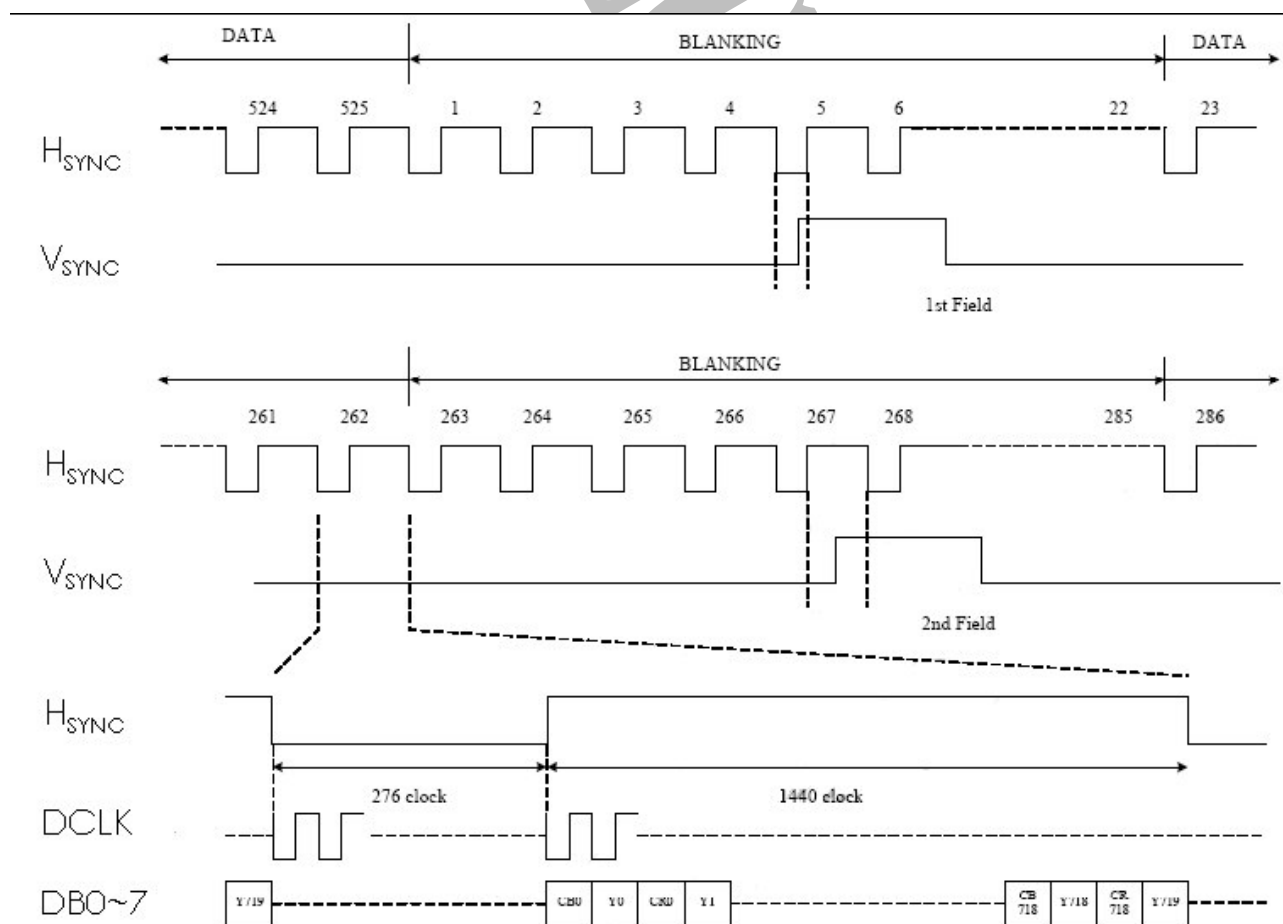 DATA BLANKING DATA
524 525 1 2 3 4 5 6 22 23
HSYNC
VSYNC
1st Field
BLANKING
261 262 263 264 265 266 267 268 285 286
HSYNC
VSYNC
2nd Field
HSYNC
276 clock 1440 clock
DCLK
DB0~7 Y719 CB0 Y0 CR0 Y1 CB 718 Y718 CR 718 Y719